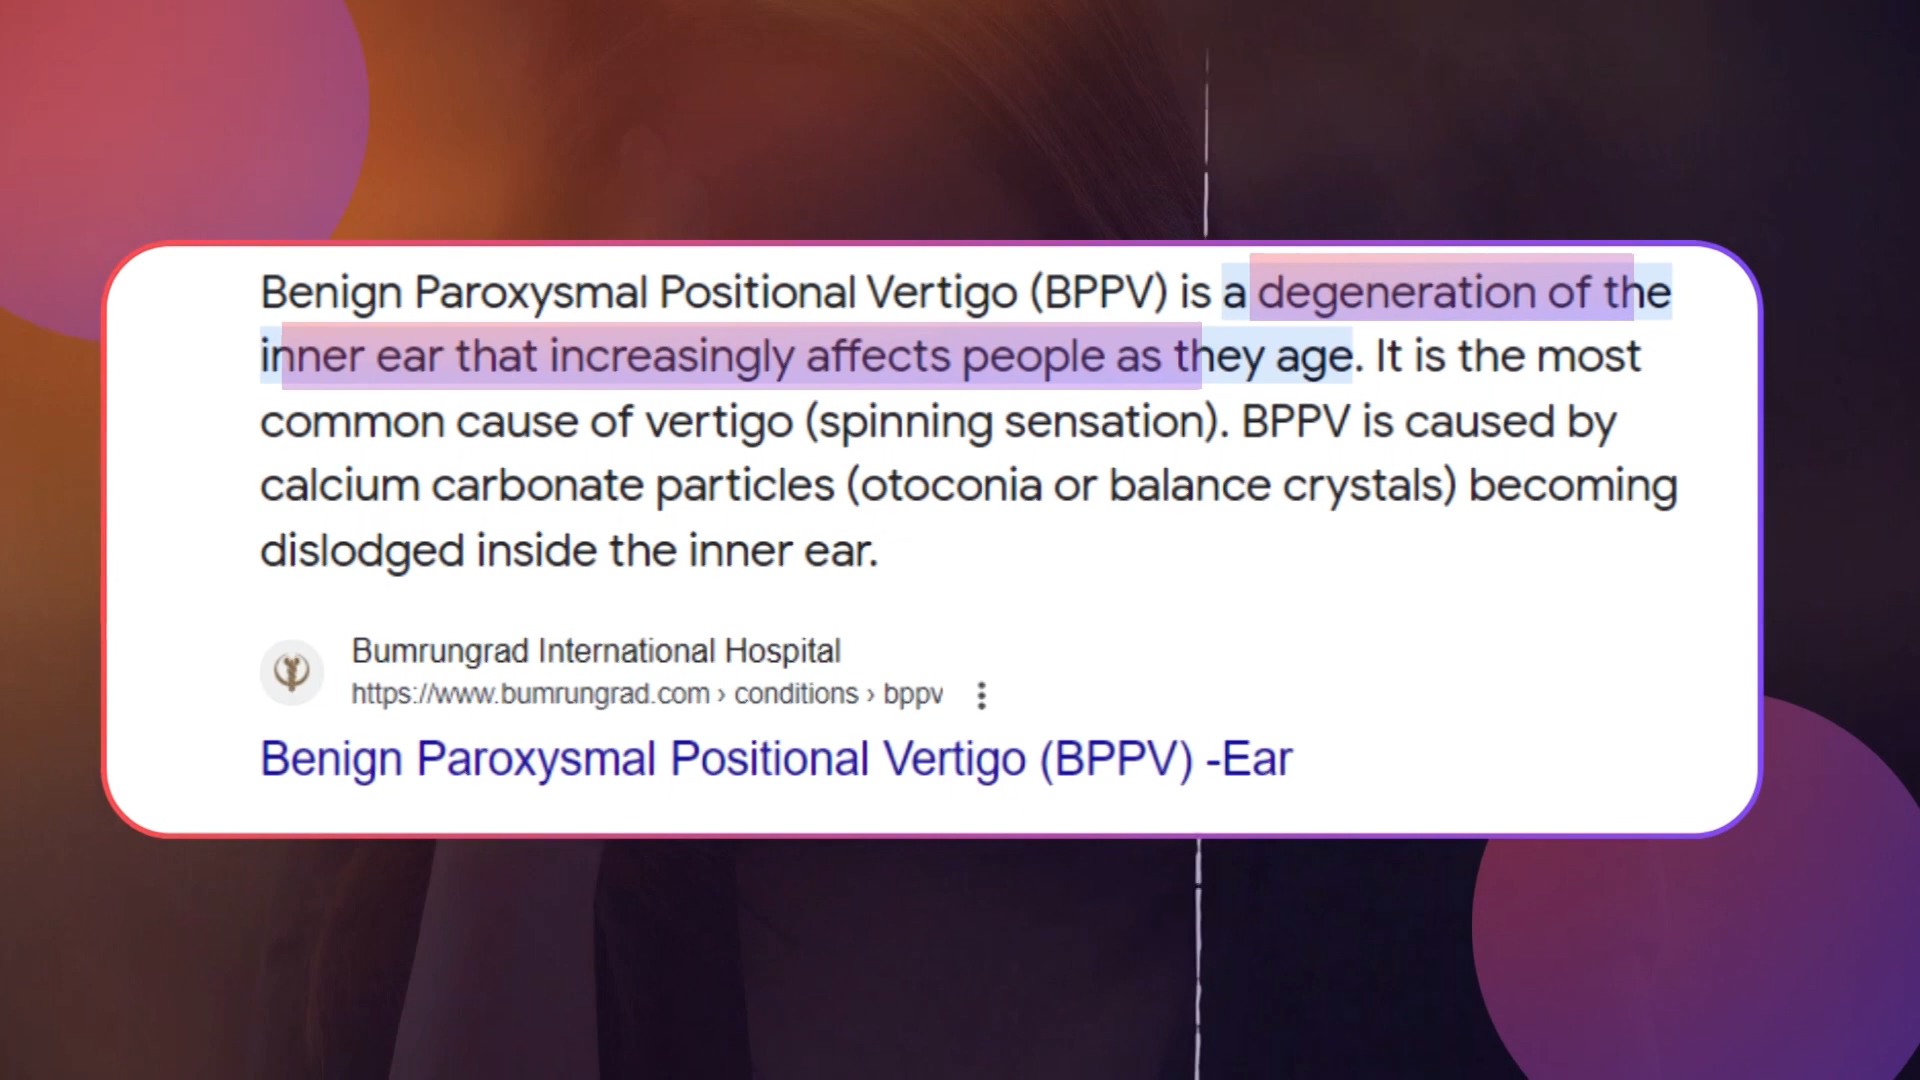 Benign Paroxysmal Positional Vertigo (BPPV) is a degeneration of the
inner ear that increasingly affects people as they age. It is the most
common cause of vertigo (spinning sensation). BPPV is caused by
calcium carbonate particles (otoconia or balance crystals) becoming
dislodged inside the inner ear.
Bumrungrad International Hospital
https://www.bumrungrad.com › conditions › bppv
Benign Paroxysmal Positional Vertigo (BPPV) -Ear